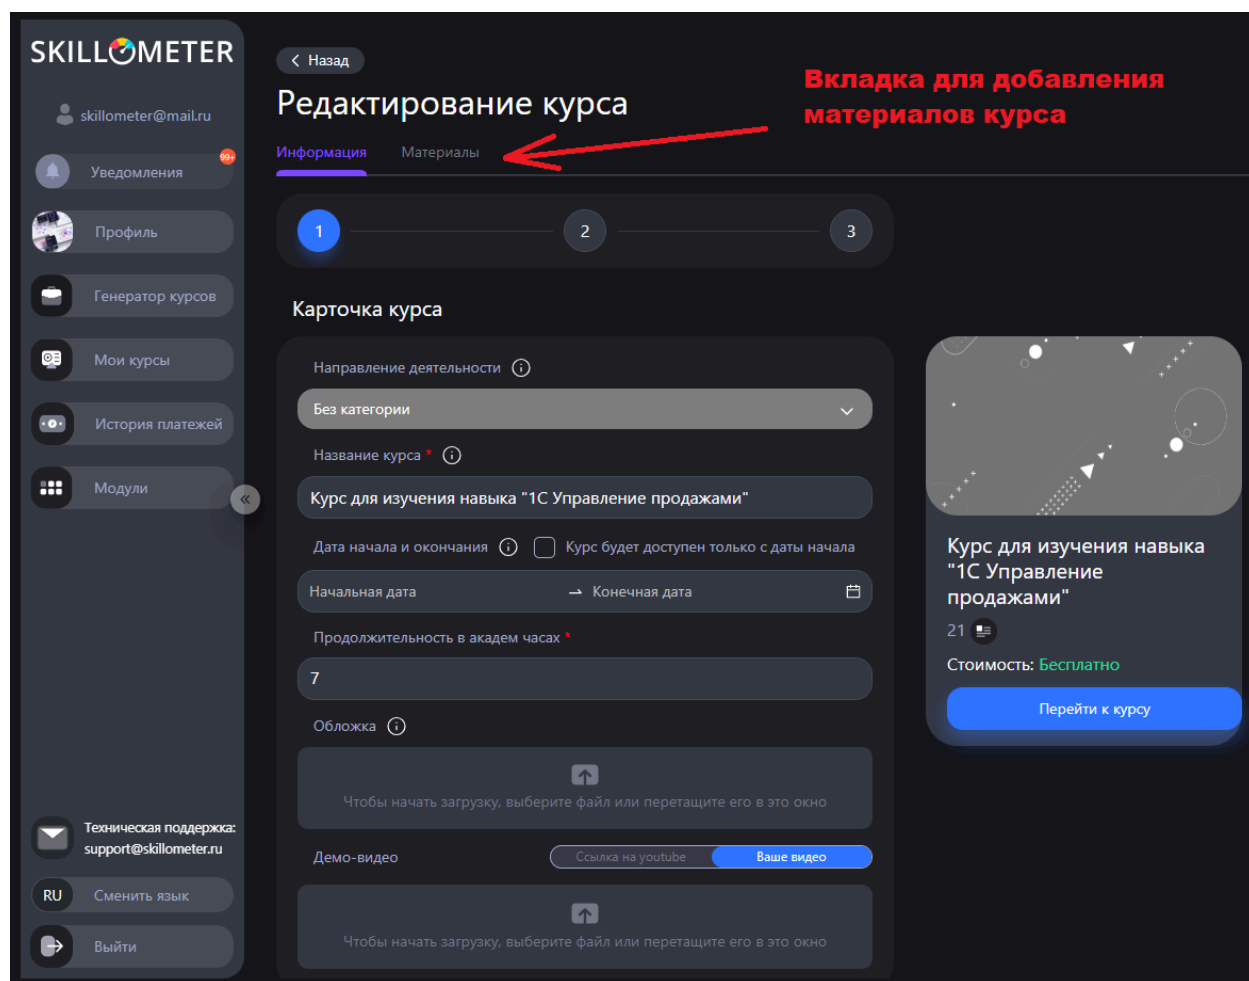 SKILLOMETER
skillometer@mail.ru
99+
Уведомления
Профиль
Генератор курсов
Мои курсы
История платежей
Модули
«
Техническая поддержка:
support@skillometer.ru
RU Сменить язык
Выйти
Назад
Редактирование курса
Вкладка для добавления
материалов курса
Информация Материалы
1 2 3
Карточка курса
Направление деятельности
Без категории
Название курса *
Курс для изучения навыка "1С Управление продажами"
Дата начала и окончания Курс будет доступен только с даты начала
Начальная дата → Конечная дата
Продолжительность в академ часах *
7
Обложка
Чтобы начать загрузку, выберите файл или перетащите его в это окно
Демо-видео Ссылка на youtube Ваше видео
Чтобы начать загрузку, выберите файл или перетащите его в это окно
Курс для изучения навыка
"1С Управление
продажами"
21
Стоимость: Бесплатно
Перейти к курсу